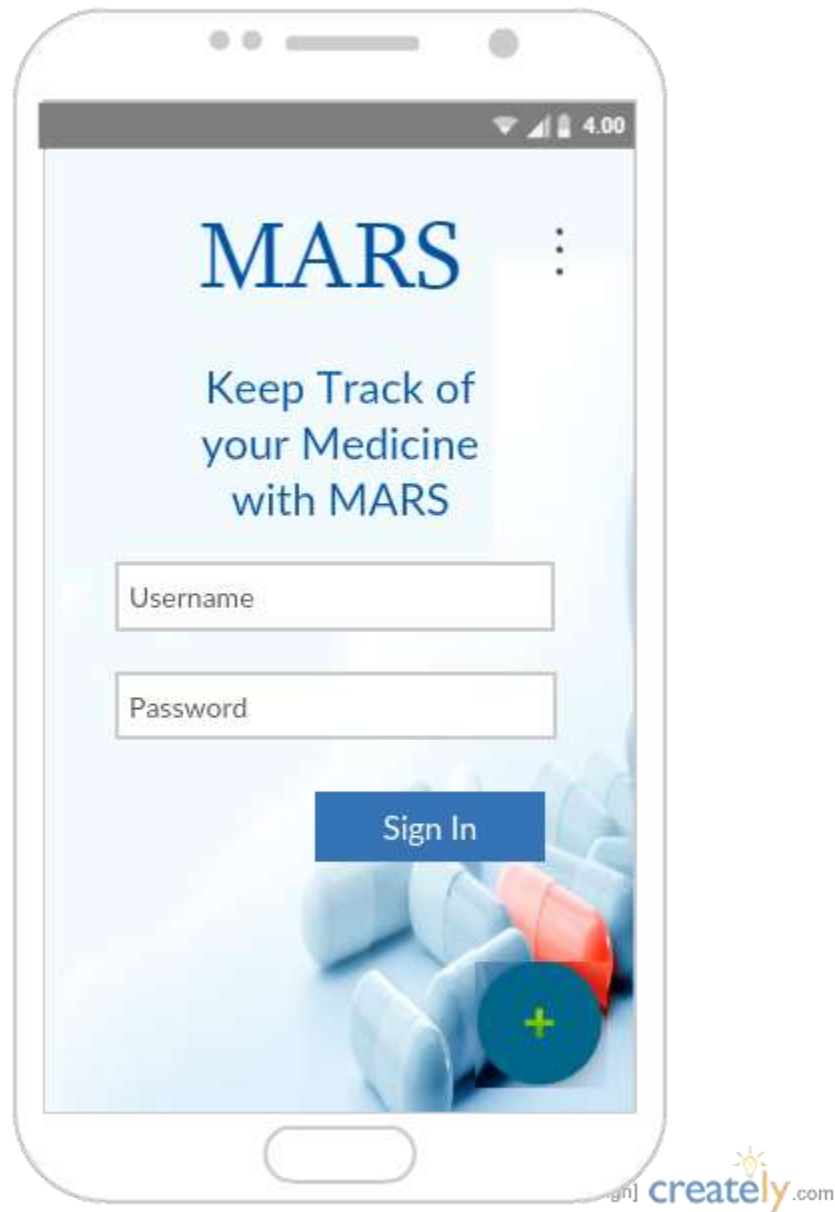 4.00
MARS
Keep Track of
your Medicine
with MARS
Username
Password
Sign In
+
creately.com